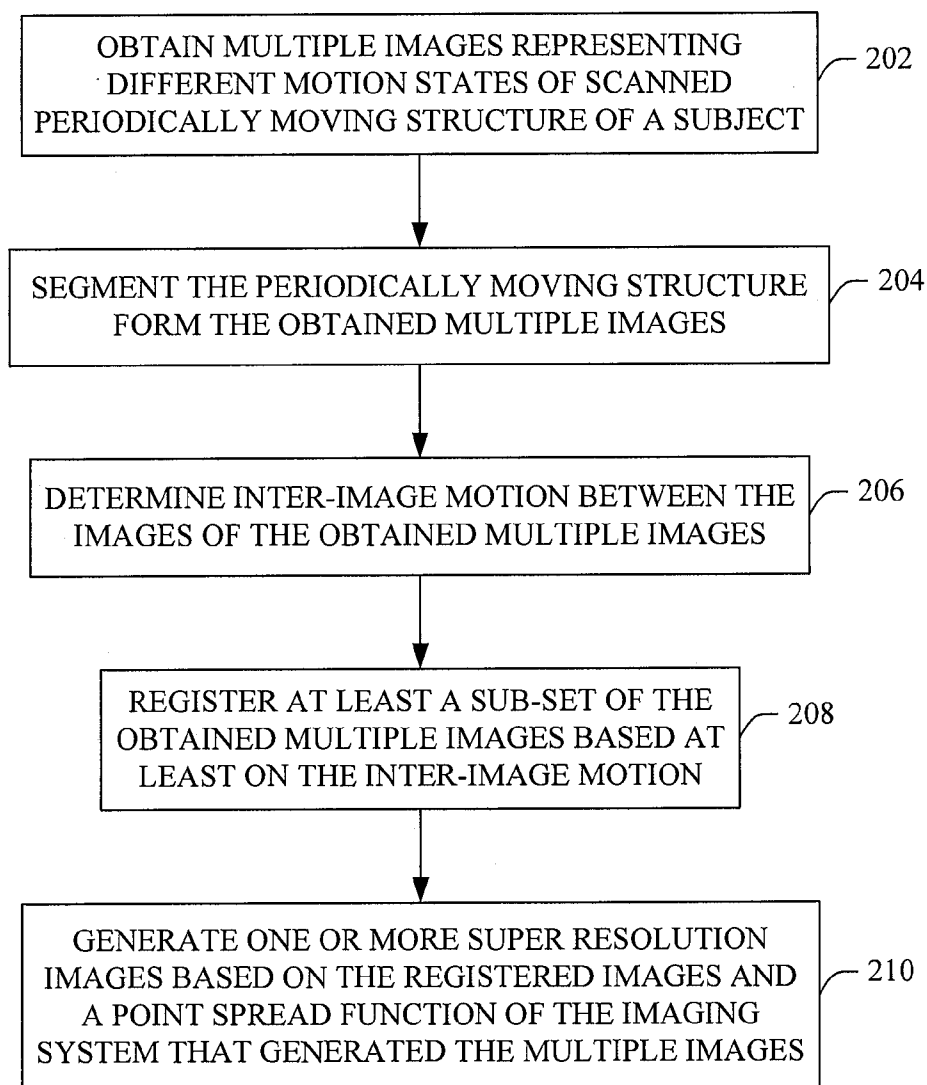 OBTAIN MULTIPLE IMAGES REPRESENTING
DIFFERENT MOTION STATES OF SCANNED
PERIODICALLY MOVING STRUCTURE OF A SUBJECT
202
SEGMENT THE PERIODICALLY MOVING STRUCTURE
FORM THE OBTAINED MULTIPLE IMAGES
204
DETERMINE INTER-IMAGE MOTION BETWEEN THE
IMAGES OF THE OBTAINED MULTIPLE IMAGES
206
REGISTER AT LEAST A SUB-SET OF THE
OBTAINED MULTIPLE IMAGES BASED AT
LEAST ON THE INTER-IMAGE MOTION
208
GENERATE ONE OR MORE SUPER RESOLUTION
IMAGES BASED ON THE REGISTERED IMAGES AND
A POINT SPREAD FUNCTION OF THE IMAGING
SYSTEM THAT GENERATED THE MULTIPLE IMAGES
210